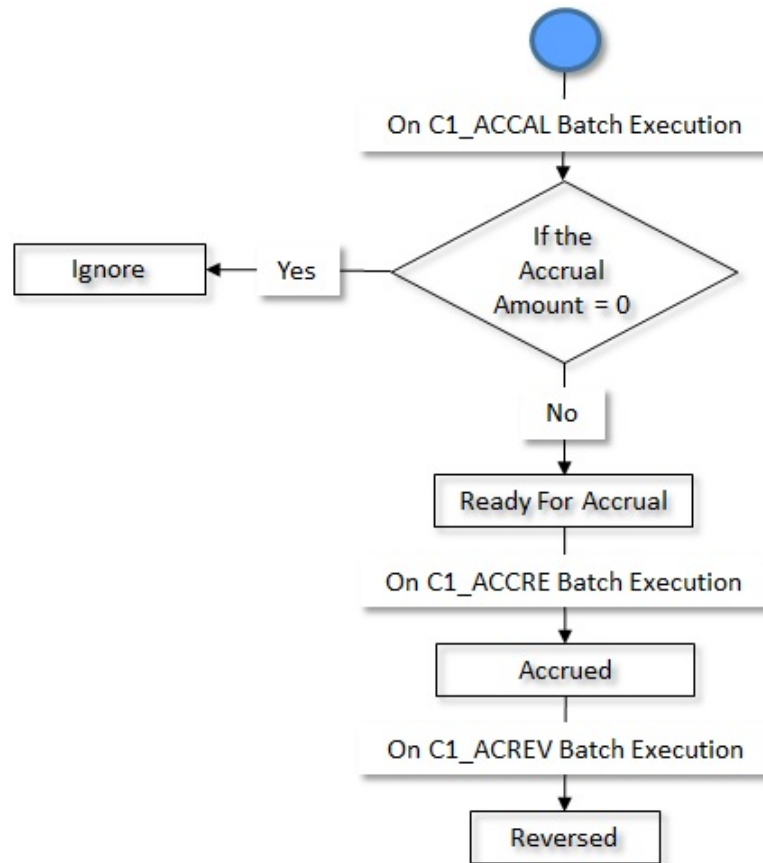 On C1_ACCAL Batch Execution
If the
Accrual
Amount = 0
Yes
Ignore
No
Ready For Accrual
On C1_ACCRE Batch Execution
Accrued
On C1_ACREV Batch Execution
Reversed